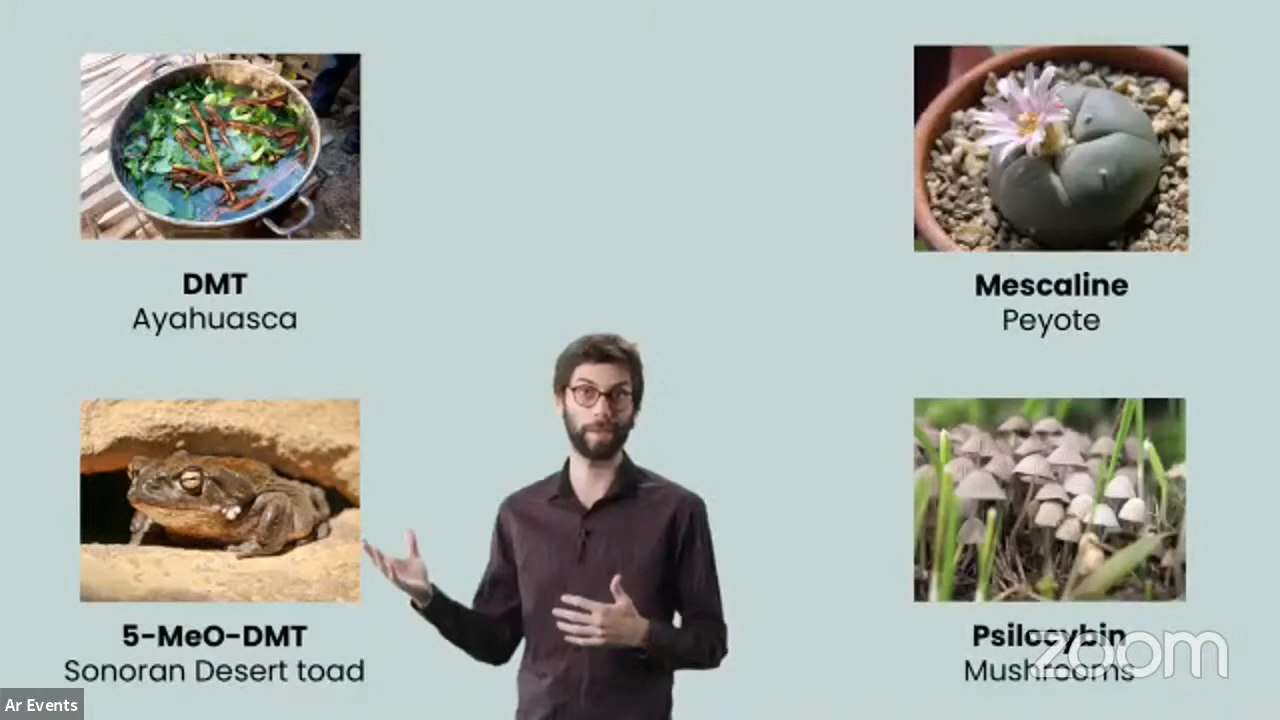 DMT
Ayahuasca
Mescaline
Peyote
5-MeO-DMT
Sonoran Desert toad
Psilocybin
Mushrooms
zoom
Ar Events